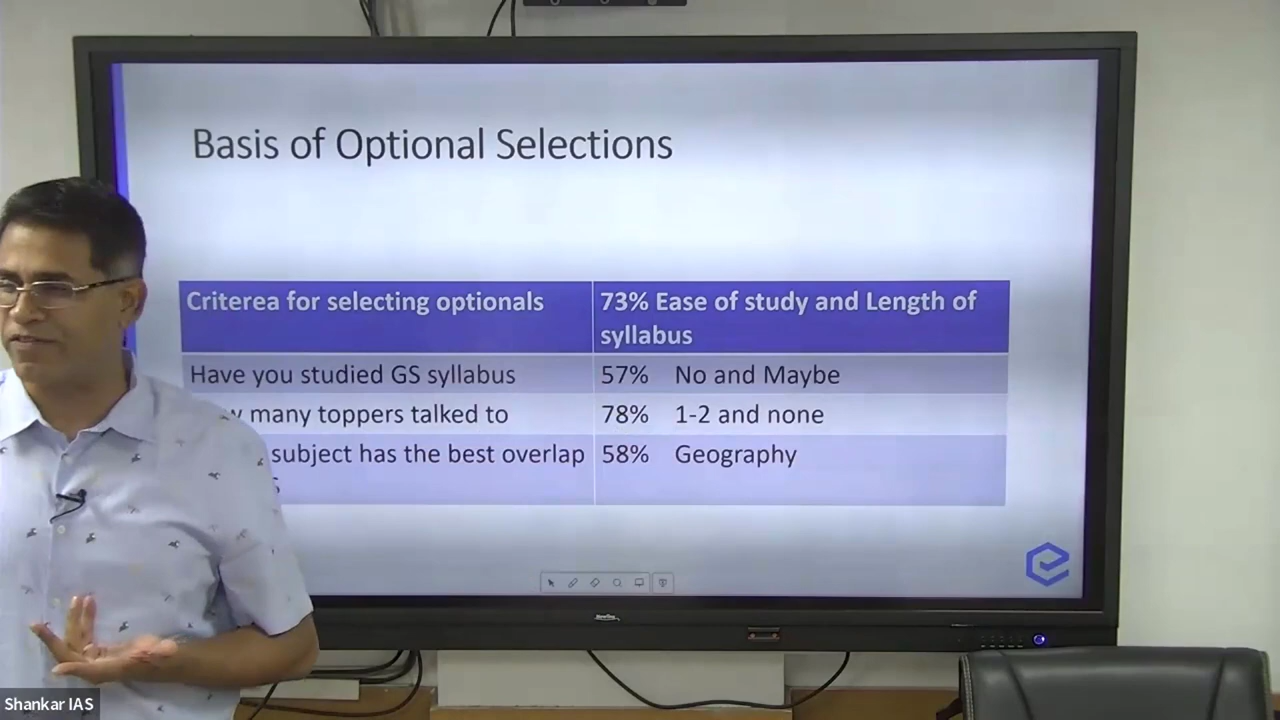 Basis of Optional Selections
Criterea for selecting optionals
73% Ease of study and Length of
syllabus
Have you studied GS syllabus
57% No and Maybe
many toppers talked to
78% 1-2 and none
subject has the best overlap
58% Geography
Shankar IAS